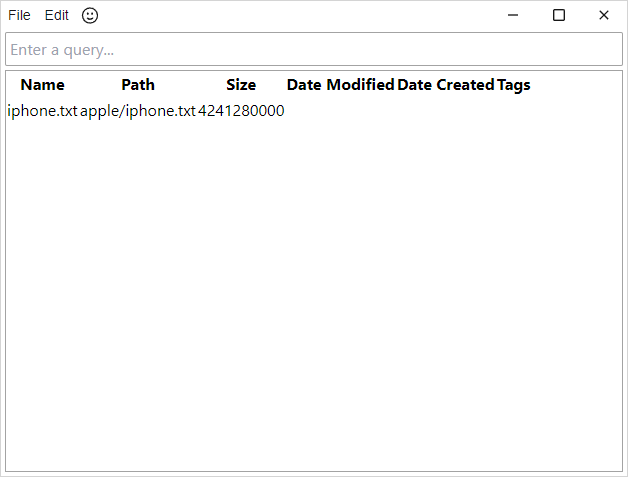 File Edit
Enter a query...
Name Path Size Date Modified Date Created Tags
iphone.txt apple/iphone.txt 4241280000